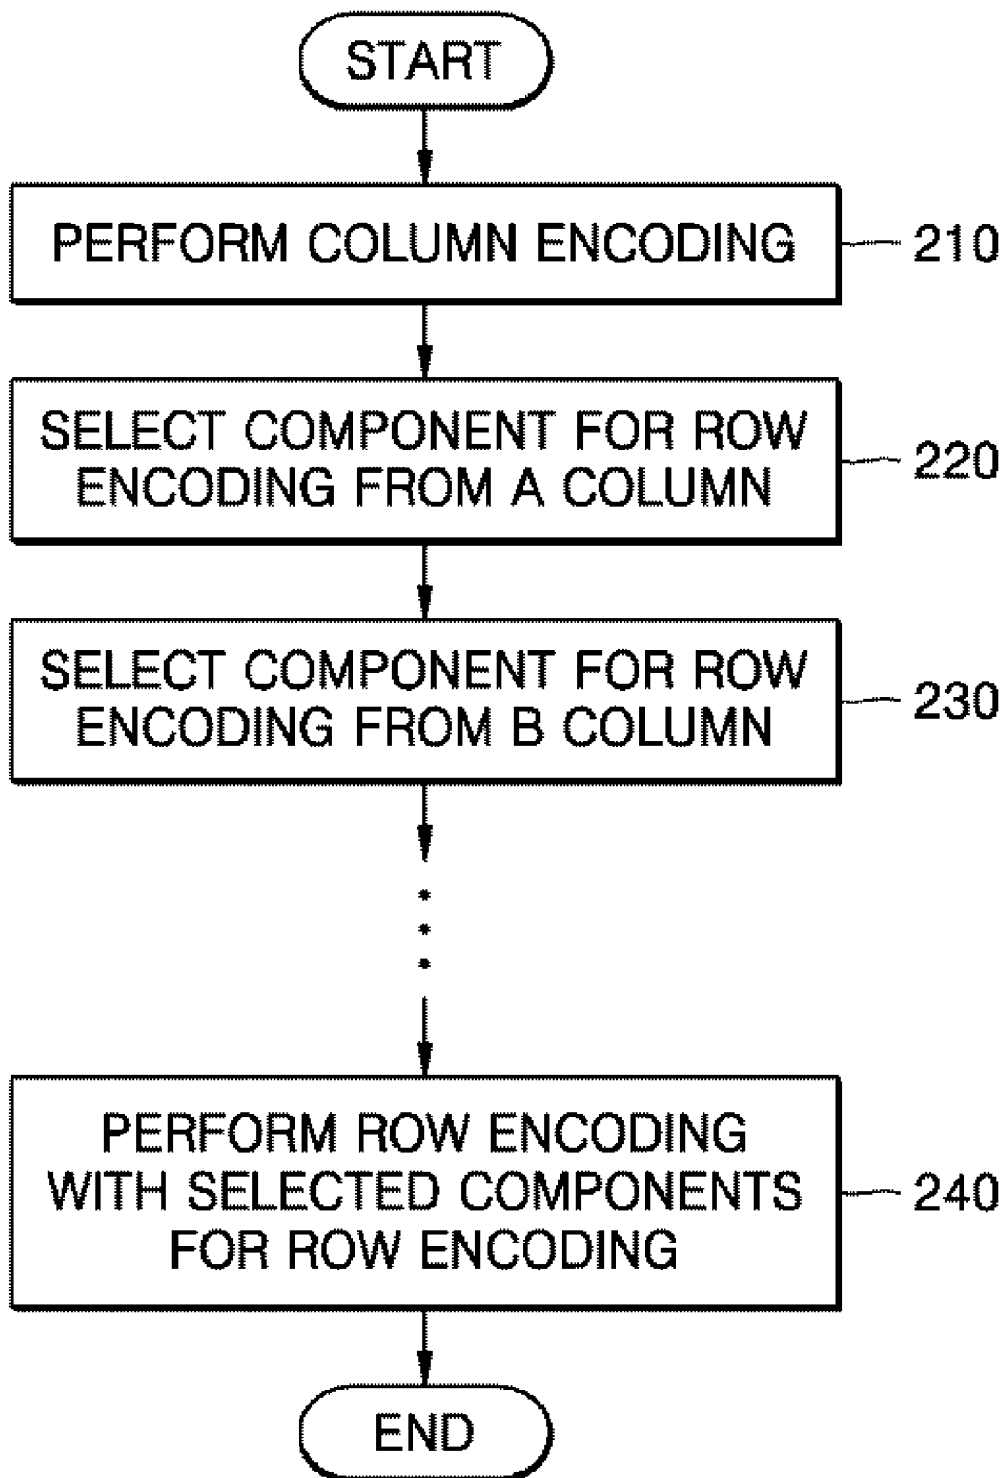 START
PERFORM COLUMN ENCODING
210
SELECT COMPONENT FOR ROW
ENCODING FROM A COLUMN
220
SELECT COMPONENT FOR ROW
ENCODING FROM B COLUMN
230
PERFORM ROW ENCODING
WITH SELECTED COMPONENTS
FOR ROW ENCODING
240
END